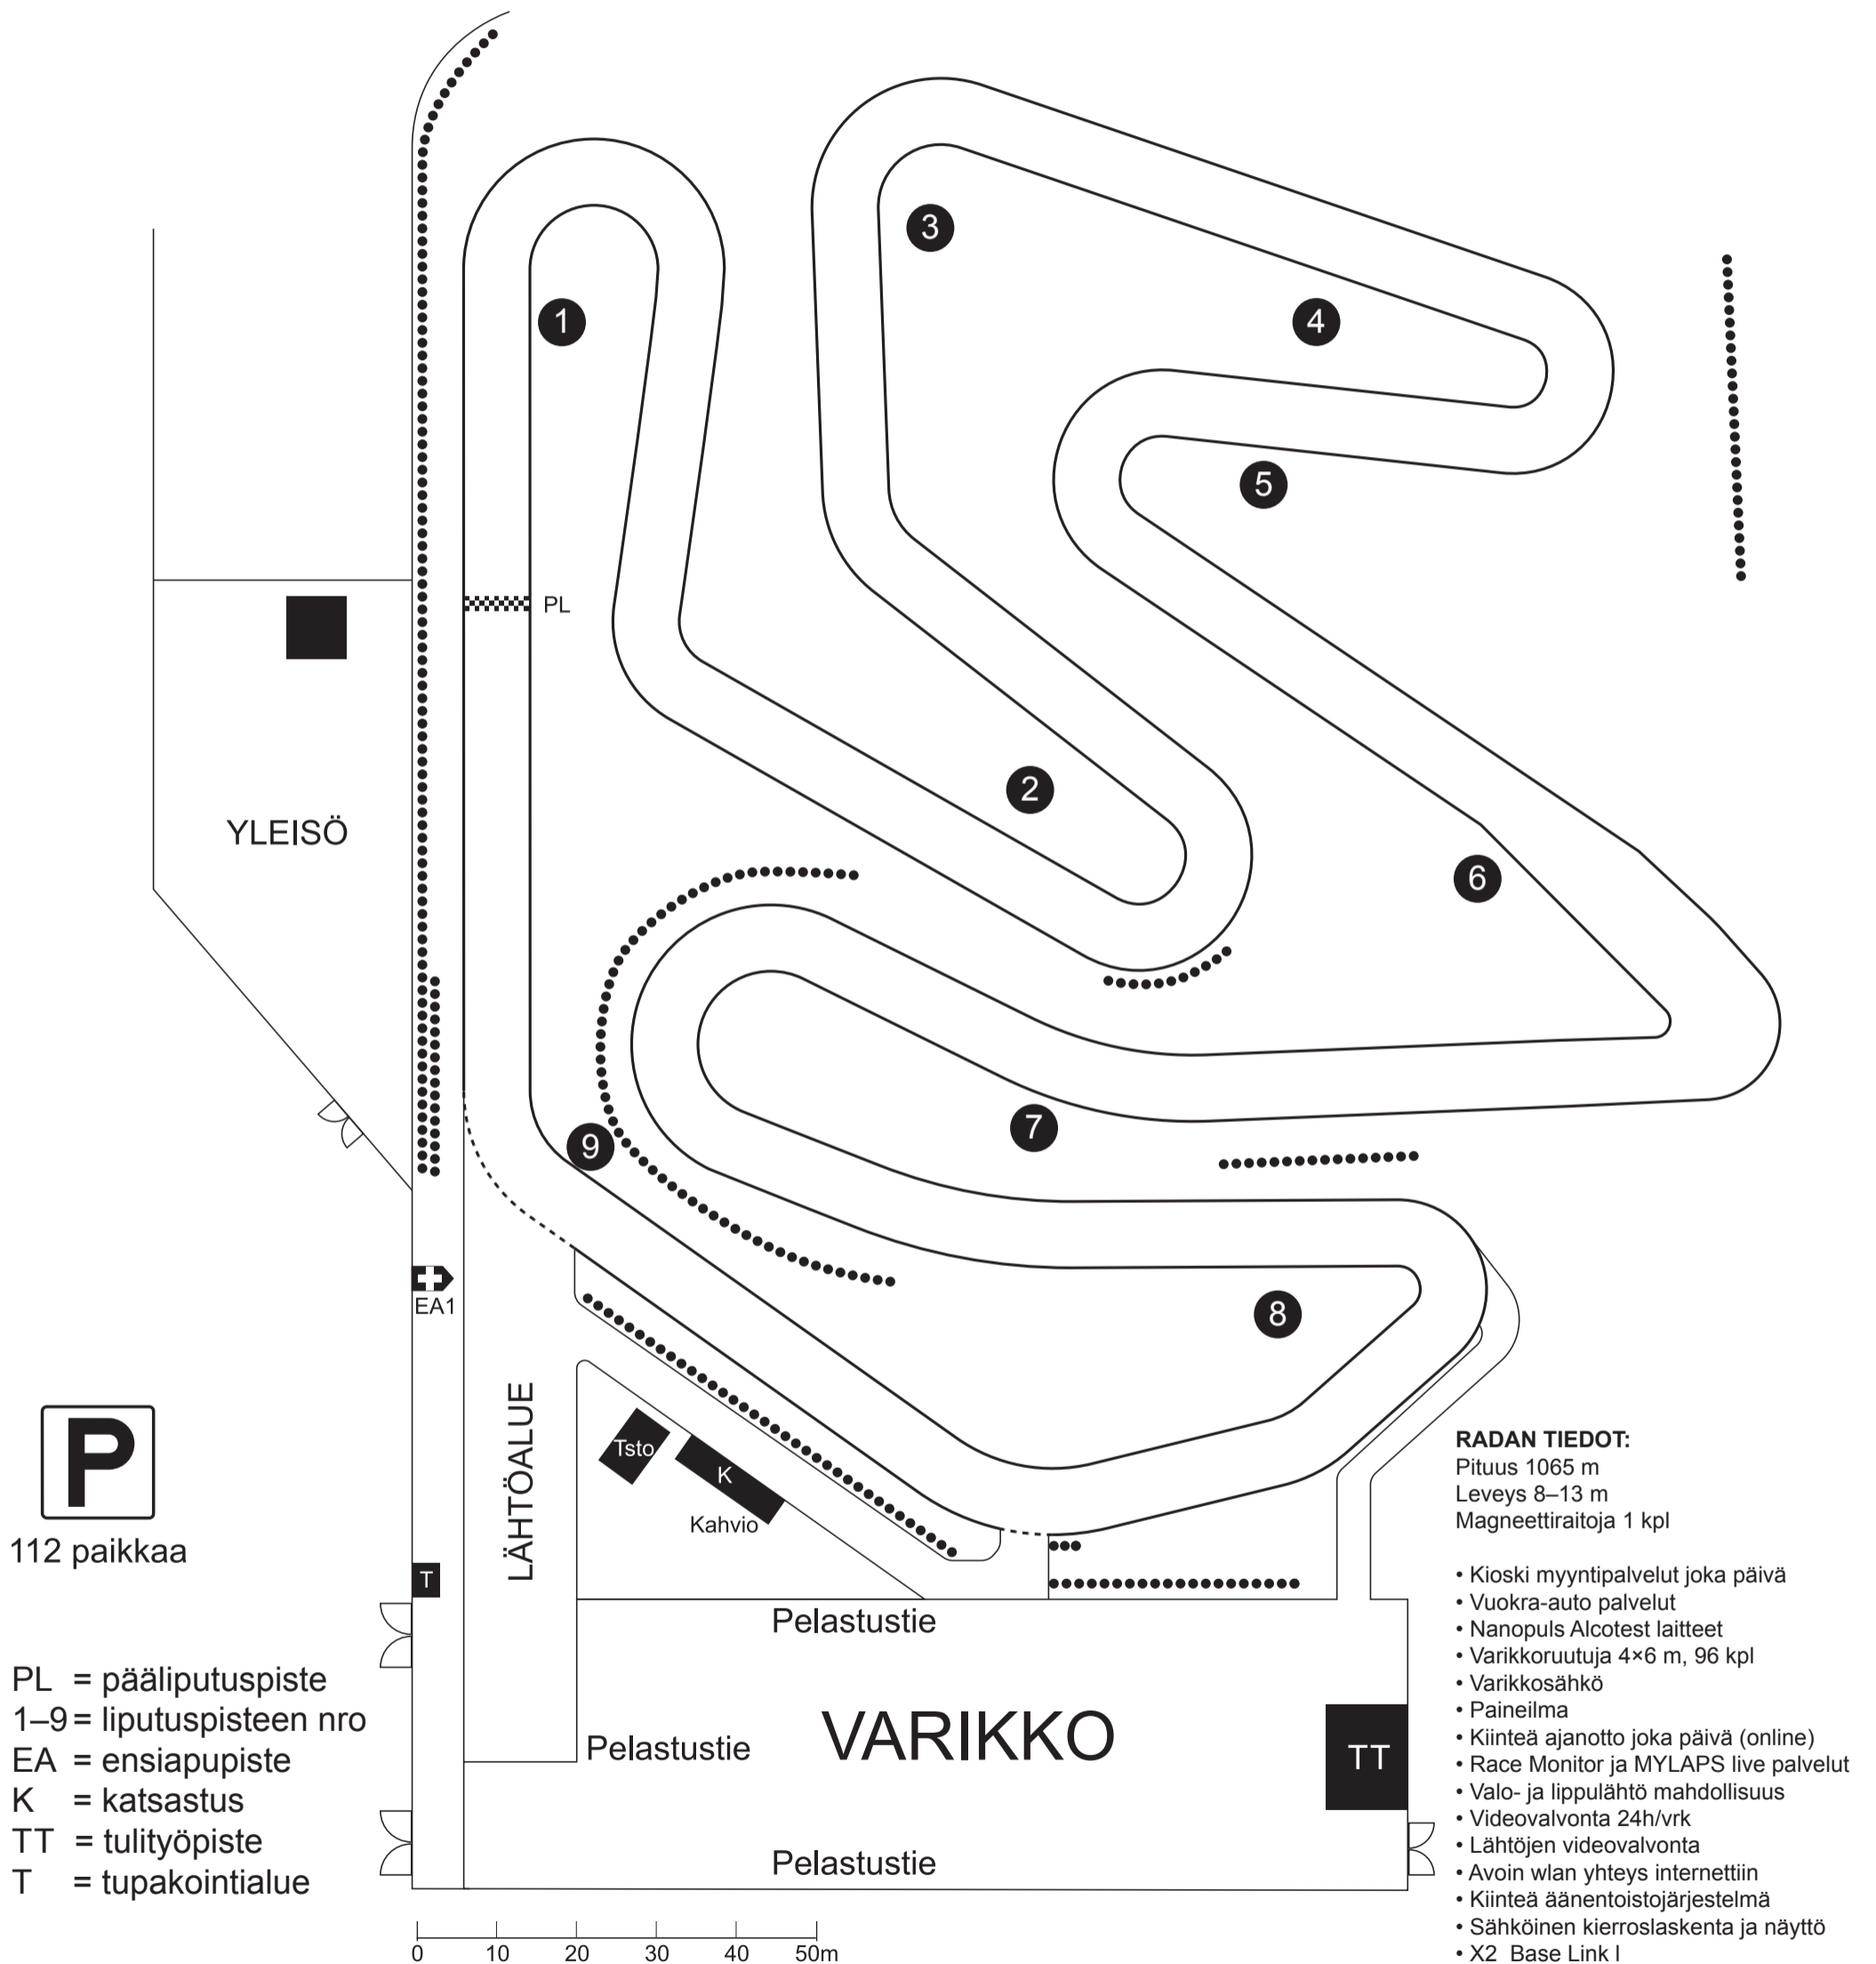 1
3
4
5
PL
2
YLEISÖ
6
7
9
EA1
8
LÄHTÖALUE
Tsto
K
Kahvio
P
112 paikkaa
T
Pelastustie
Pelastustie
VARIKKO
TT
Pelastustie
PL = pääliputuspiste
1–9 = liputuspisteen nro
EA = ensiapupiste
K = katsastus
TT = tulityöpiste
T = tupakointialue
0 10 20 30 40 50m
RADAN TIEDOT:
Pituus 1065 m
Leveys 8–13 m
Magneettiraitoja 1 kpl
• Kioski myyntipalvelut joka päivä
• Vuokra-auto palvelut
• Nanopuls Alcotest laitteet
• Varikkoruutuja 4×6 m, 96 kpl
• Varikkosähkö
• Paineilma
• Kiinteä ajanotto joka päivä (online)
• Race Monitor ja MYLAPS live palvelut
• Valo- ja lippulähtö mahdollisuus
• Videovalvonta 24h/vrk
• Lähtöjen videovalvonta
• Avoin wlan yhteys internettiin
• Kiinteä äänentoistojärjestelmä
• Sähköinen kierroslaskenta ja näyttö
• X2 Base Link l